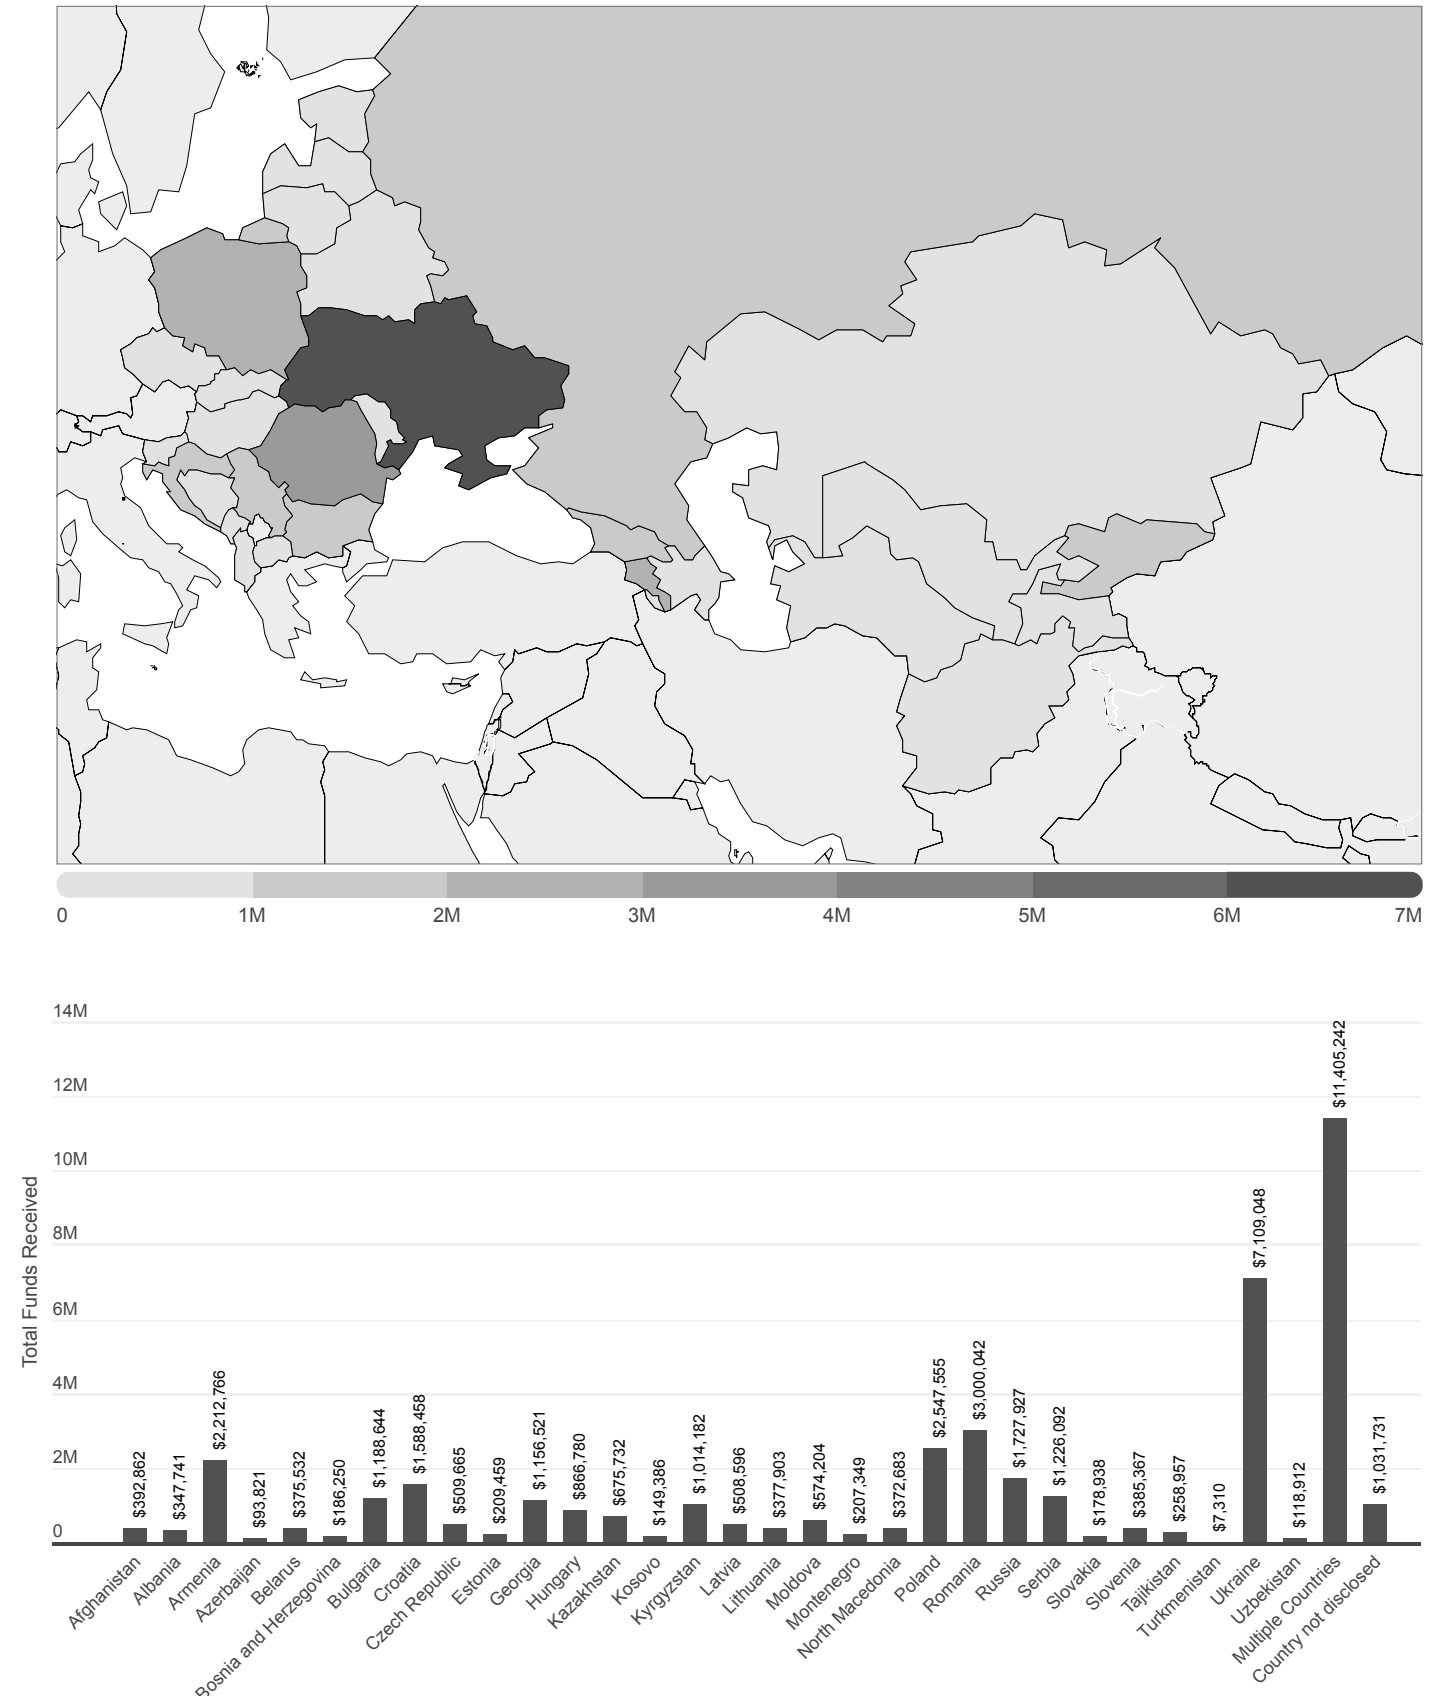 0 1M 2M 3M 4M 5M 6M 7M
Total Funds Received
14M
12M
10M
8M
6M
4M
2M
0
$392,862
$347,741
$2,212,766
$93,821
$375,532
$186,250
$1,188,644
$1,588,458
$509,665
$209,459
$1,156,521
$866,780
$675,732
$149,386
$1,014,182
$508,596
$377,903
$574,204
$207,349
$372,683
$2,547,555
$3,000,042
$1,727,927
$1,226,092
$178,938
$385,367
$258,957
$7,310
$7,109,048
$118,912
$11,405,242
$1,031,731
Afghanistan
Albania
Armenia
Azerbaijan
Belarus
Bosnia and Herzegovina
Bulgaria
Croatia
Czech Republic
Estonia
Georgia
Hungary
Kazakhstan
Kosovo
Kyrgyzstan
Latvia
Lithuania
Moldova
Montenegro
North Macedonia
Poland
Romania
Russia
Serbia
Slovakia
Slovenia
Tajikistan
Turkmenistan
Ukraine
Uzbekistan
Multiple Countries
Country not disclosed